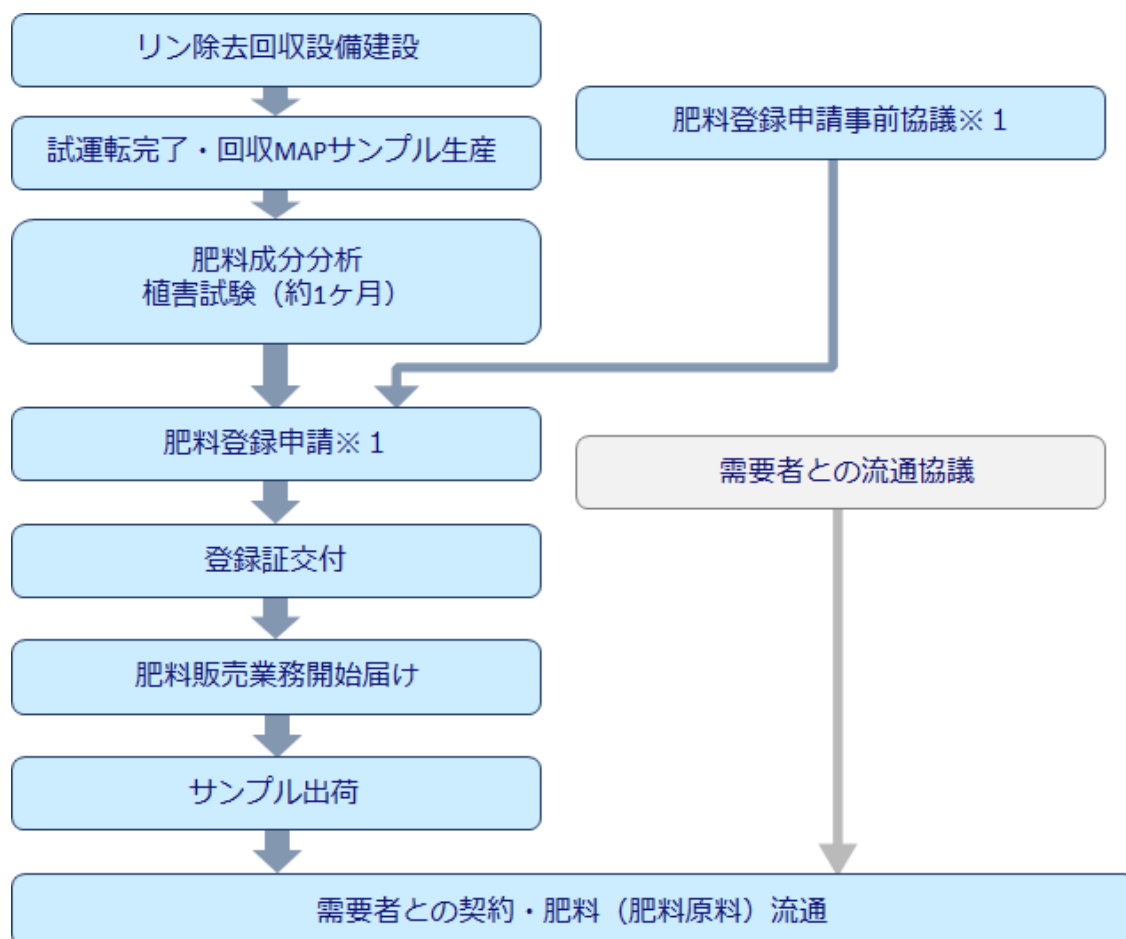 リン除去回収設備建設
肥料登録申請事前協議※１
試運転完了・回収MAPサンプル生産
肥料成分分析
植害試験（約1ヶ月）
肥料登録申請※１
需要者との流通協議
登録証交付
肥料販売業務開始届け
サンプル出荷
需要者との契約・肥料（肥料原料）流通